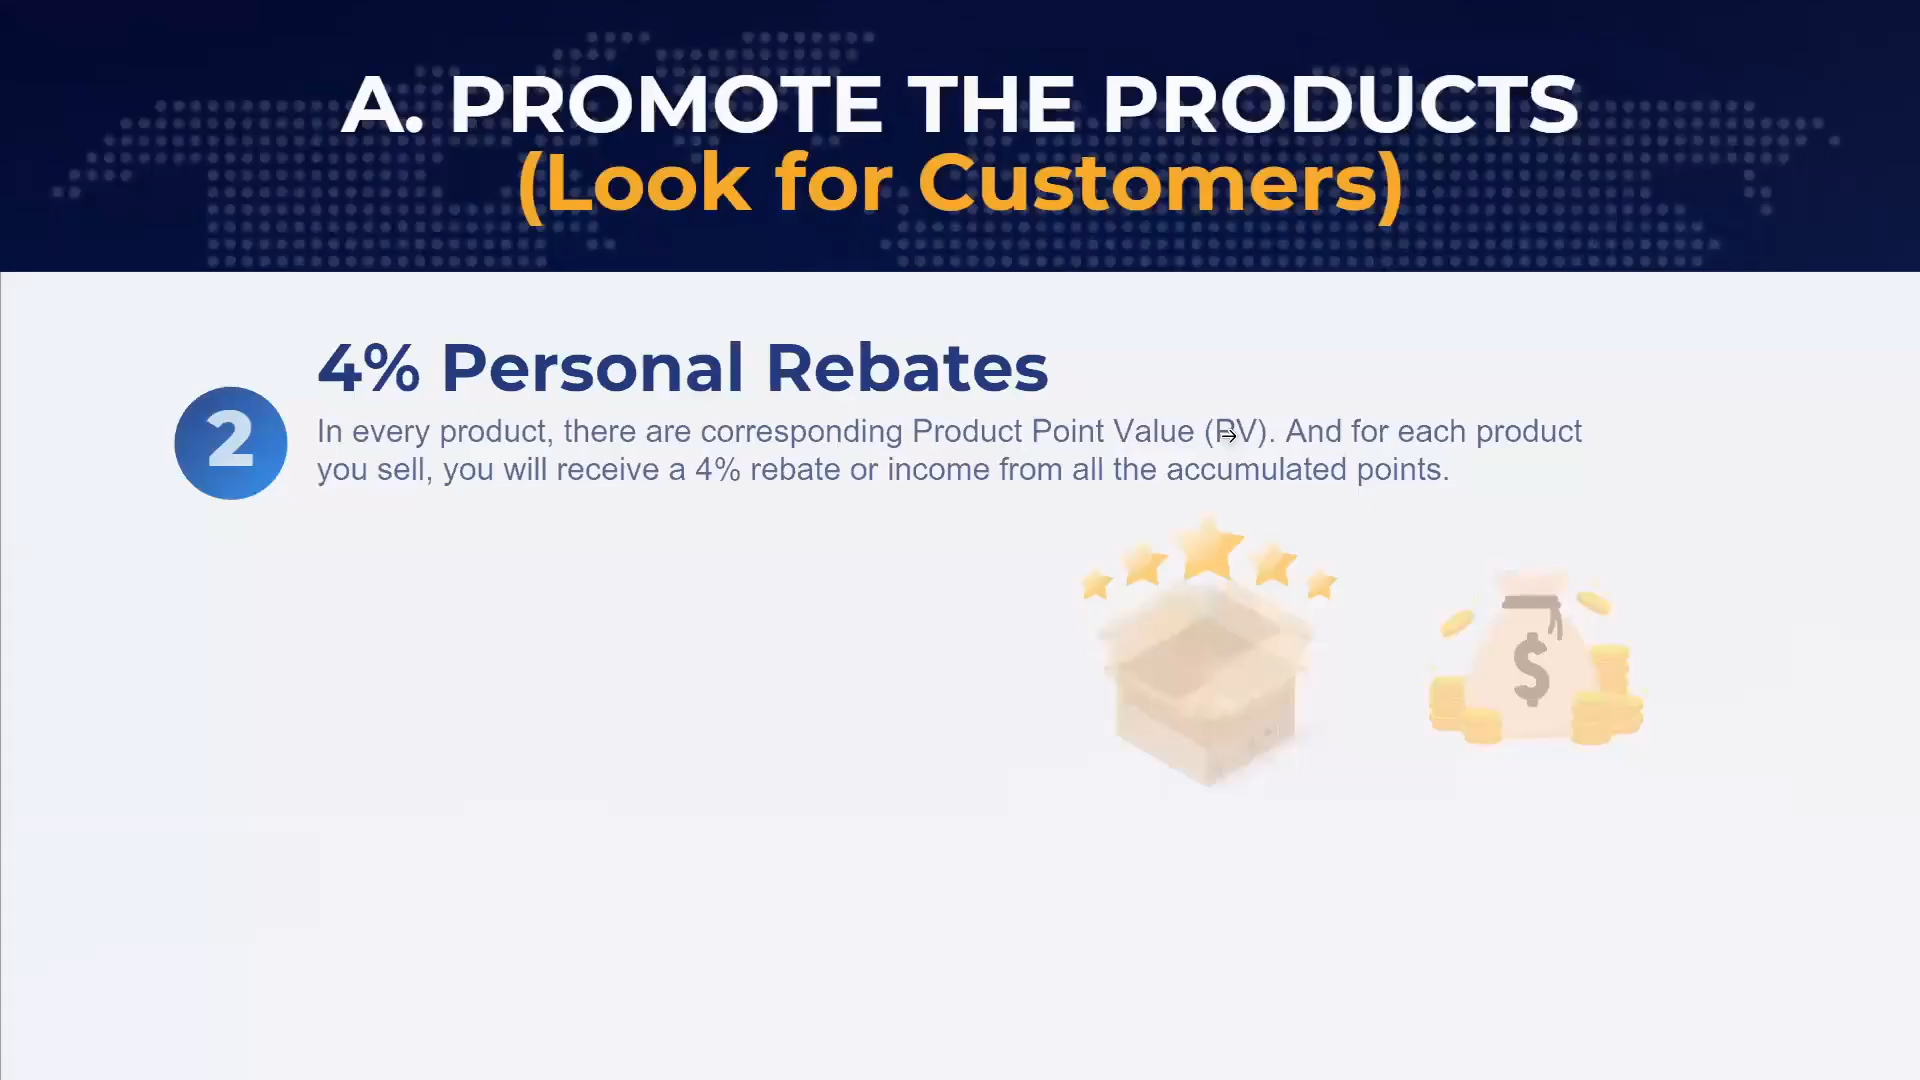 A. PROMOTE THE PRODUCTS
(Look for Customers)
4% Personal Rebates
2
In every product, there are corresponding Product Point Value (PV). And for each product
you sell, you will receive a 4% rebate or income from all the accumulated points.
$